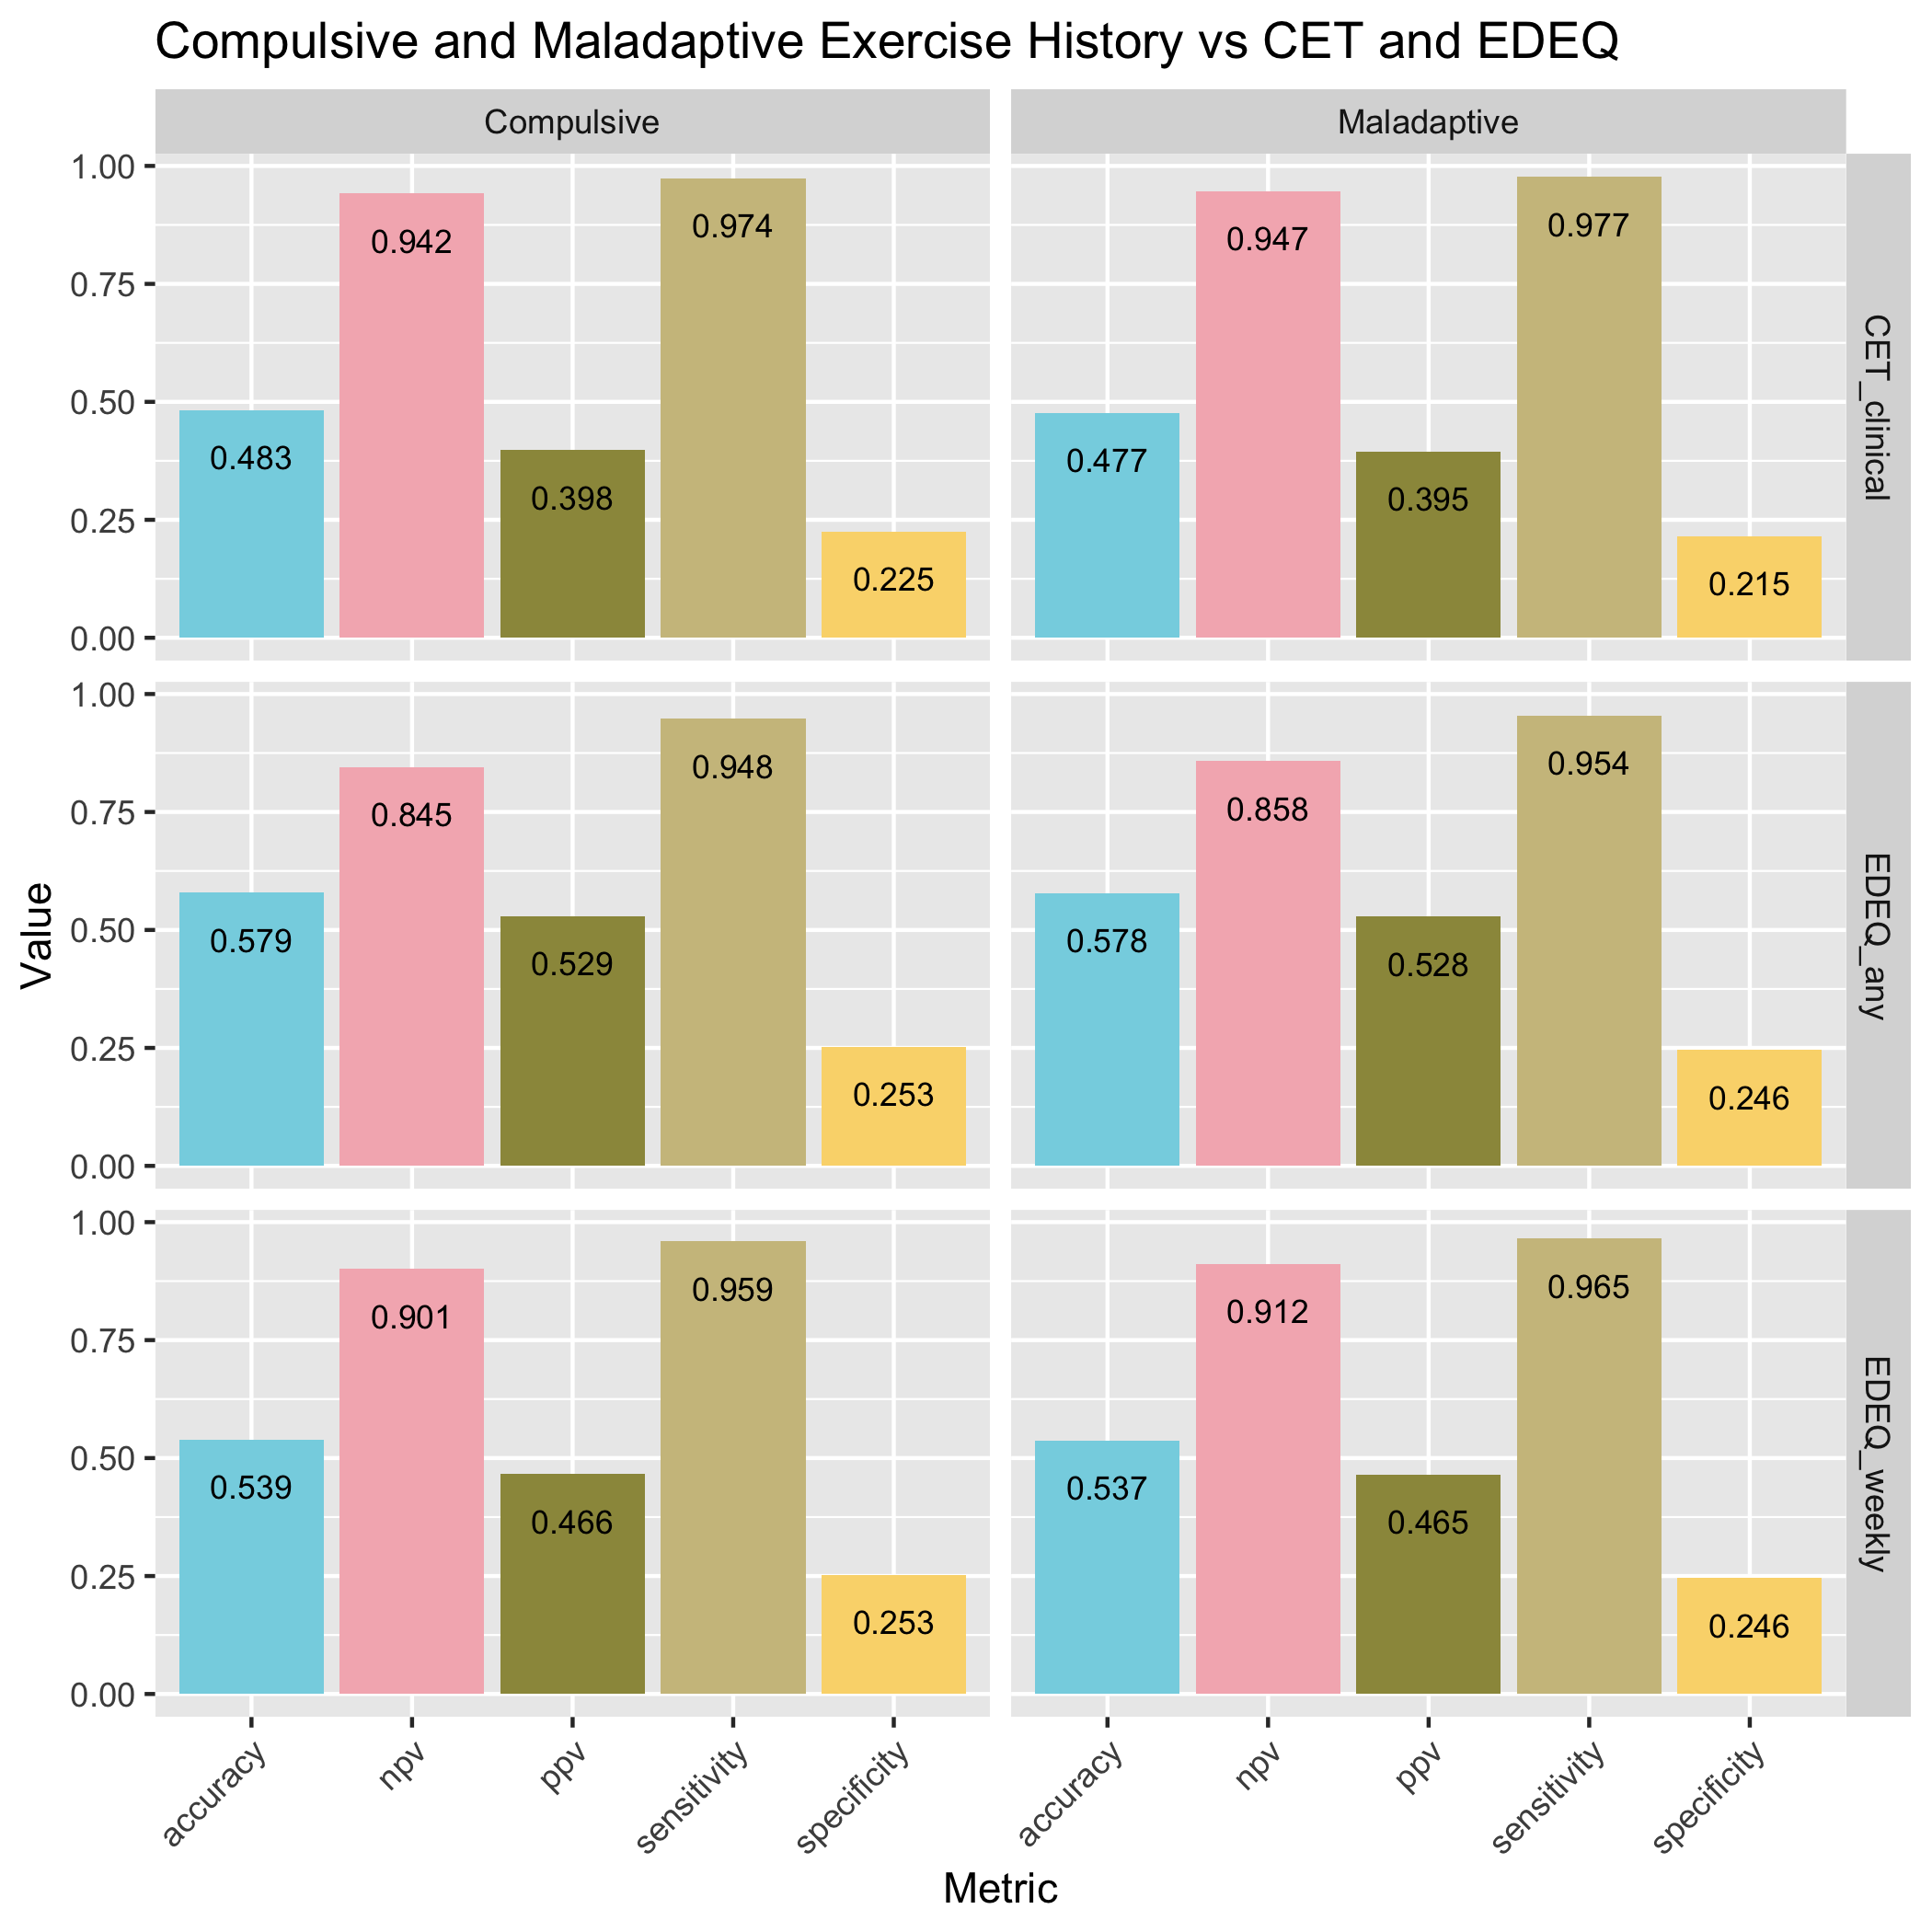 Compulsive and Maladaptive Exercise History vs CET and EDEQ
Compulsive
Maladaptive
1.00
0.75
0.50
0.25
0.00
0.483
0.942
0.398
0.974
0.225
0.477
0.947
0.395
0.977
0.215
CET_clinical
1.00
0.75
0.50
0.25
0.00
0.579
0.845
0.529
0.948
0.253
0.578
0.858
0.528
0.954
0.246
EDEQ_any
Value
1.00
0.75
0.50
0.25
0.00
0.539
0.901
0.466
0.959
0.253
0.537
0.912
0.465
0.965
0.246
EDEQ_weekly
accuracy
npv
ppv
sensitivity
specificity
accuracy
npv
ppv
sensitivity
specificity
Metric